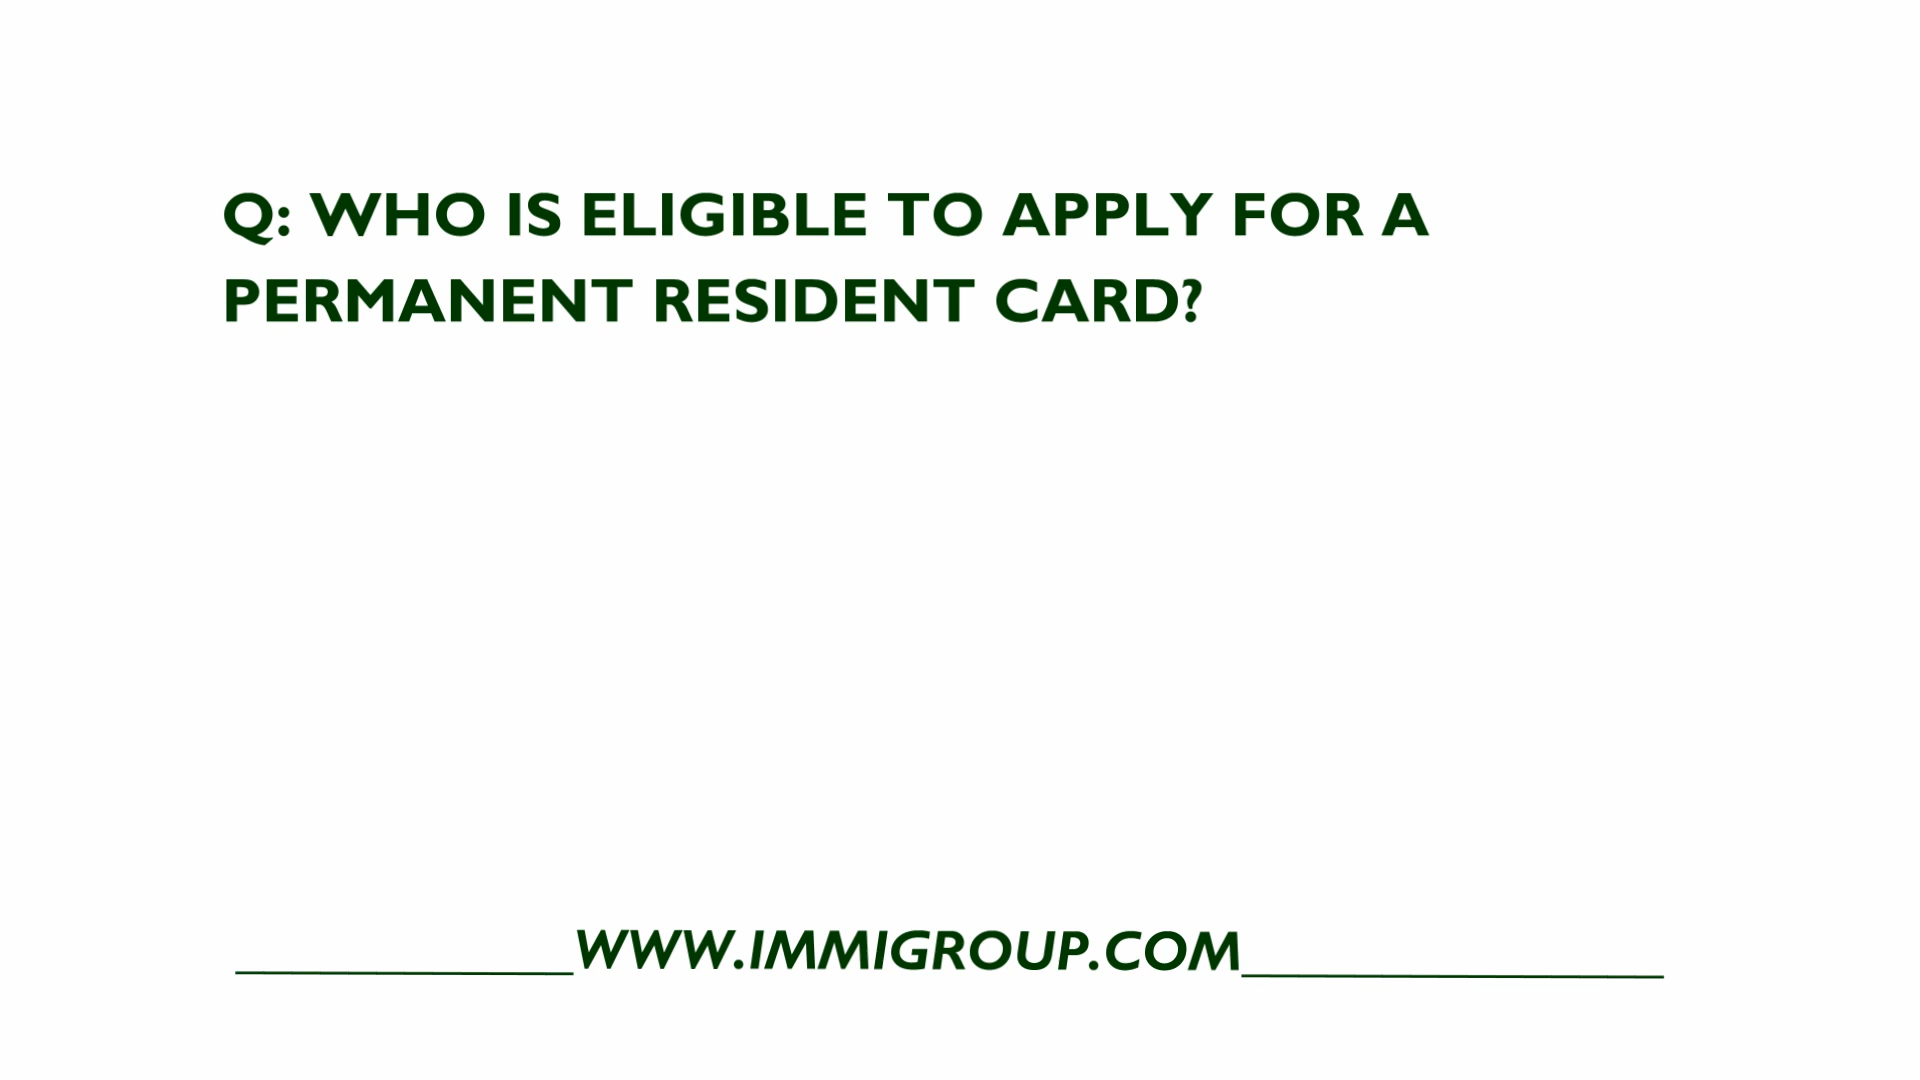 Q: WHO IS ELIGIBLE TO APPLY FOR A
PERMANENT RESIDENT CARD?
WWW.IMMIGROUP.COM